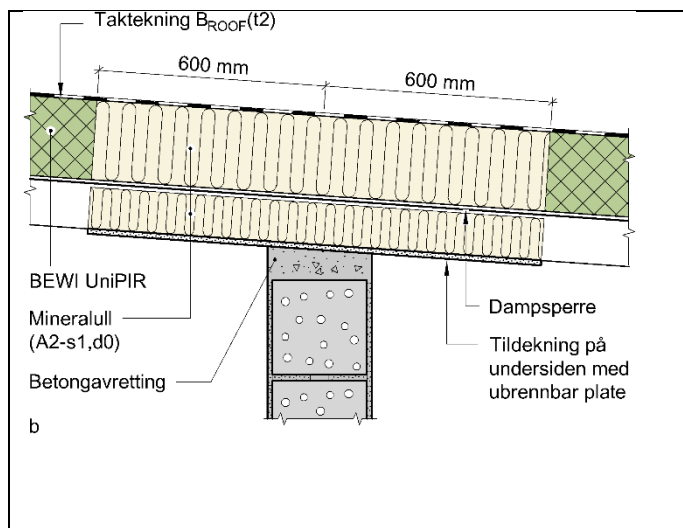 Taktekning BROOF(t2)
600 mm
600 mm
BEWI UniPIR
Mineralull
(A2-s1,d0)
Betongavretting
Dampsperre
Tildekning på
undersiden med
ubrennbar plate
b